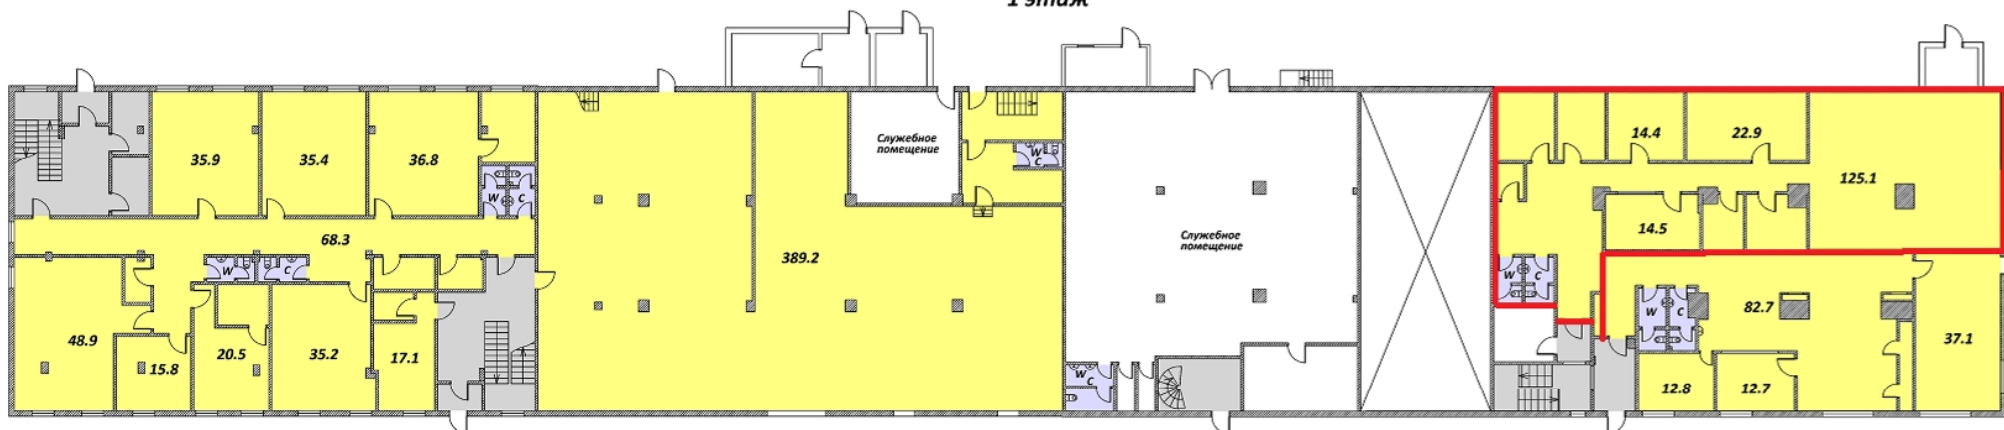 1 этаж
14.4
22.9
Служебное
помещение
35.9
35.4
36.8
W
C
125.1
W
C
14.5
68.3
Служебное
помещение
389.2
W
C
W
C
82.7
W
C
48.9
15.8
20.5
35.2
17.1
37.1
W
C
12.8
12.7